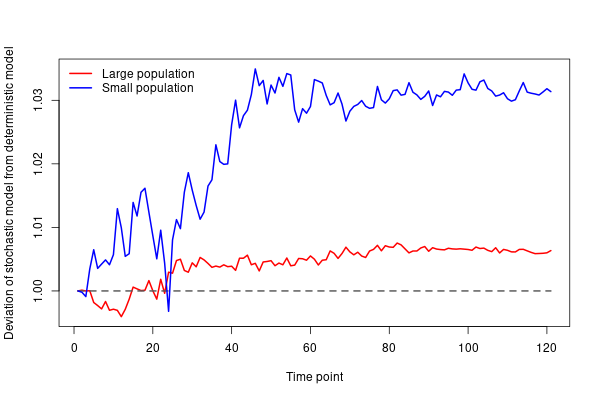 Deviation of stochastic model from deterministic model
1.03
1.02
1.01
1.00
Large population
Small population
0 20 40 60 80 100 120
Time point